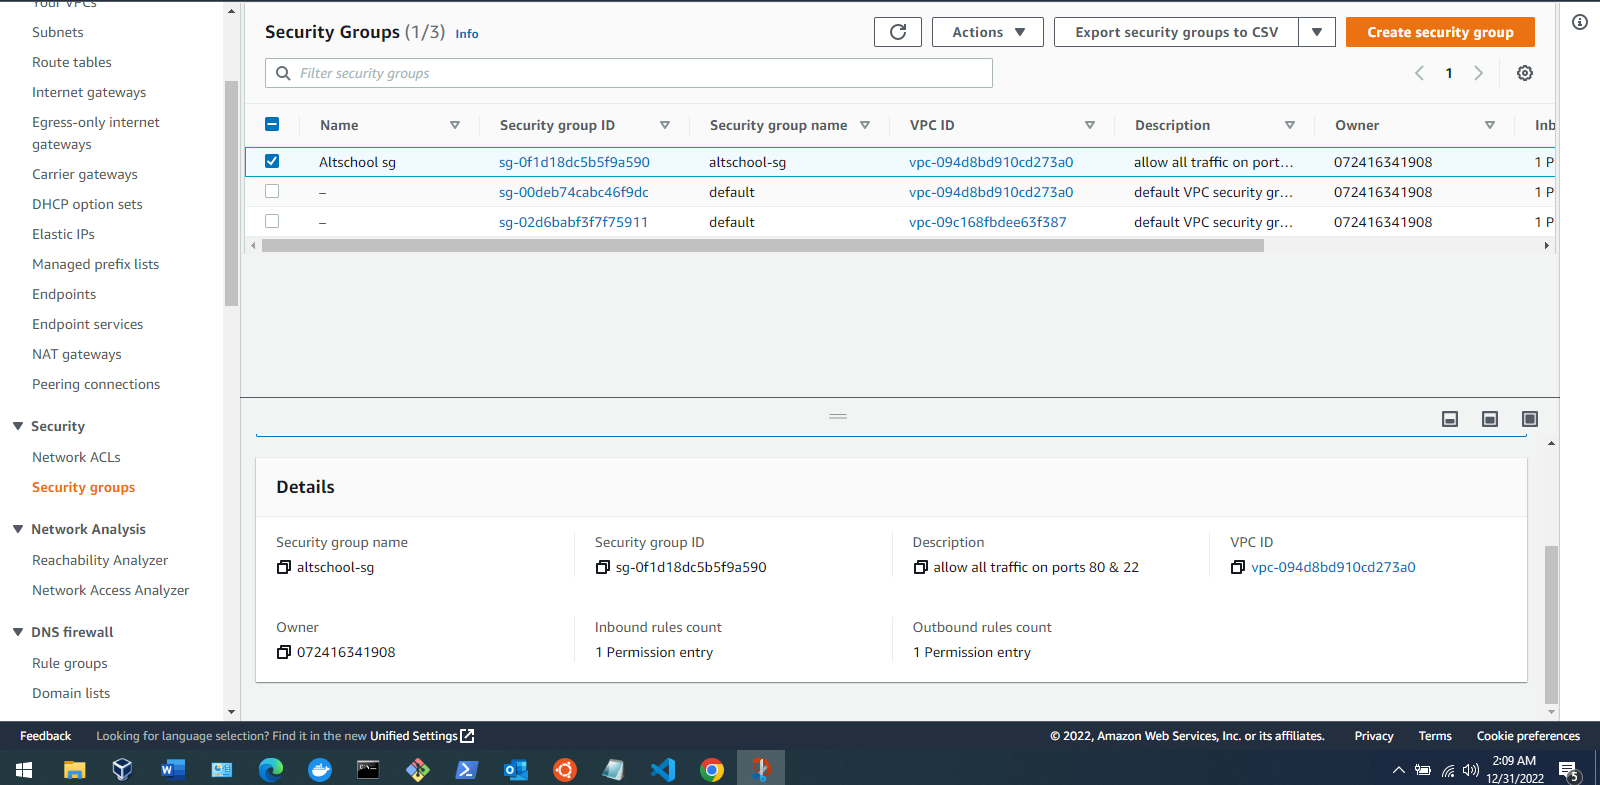 Your VPCs
Subnets
Route tables
Internet gateways
Egress-only internet
gateways
Carrier gateways
DHCP option sets
Elastic IPs
Managed prefix lists
Endpoints
Endpoint services
NAT gateways
Peering connections
Security
Network ACLs
Security groups
Network Analysis
Reachability Analyzer
Network Access Analyzer
DNS firewall
Rule groups
Domain lists
Security Groups (1/3) Info
Actions
Export security groups to CSV
Create security group
Filter security groups
1
Name Security group ID Security group name VPC ID Description Owner Inb
Altschool sg sg-0f1d18dc5b5f9a590 altschool-sg vpc-094d8bd910cd273a0 allow all traffic on port... 072416341908 1 P
– sg-00deb74cabc46f9dc default vpc-094d8bd910cd273a0 default VPC security gr... 072416341908 1 P
– sg-02d6babf3f7f75911 default vpc-09c168fbdee63f387 default VPC security gr... 072416341908 1 P
Details
Security group name Security group ID Description VPC ID
altschool-sg sg-0f1d18dc5b5f9a590 allow all traffic on ports 80 & 22 vpc-094d8bd910cd273a0
Owner Inbound rules count Outbound rules count
072416341908 1 Permission entry 1 Permission entry
Feedback Looking for language selection? Find it in the new Unified Settings © 2022, Amazon Web Services, Inc. or its affiliates. Privacy Terms Cookie preferences
2:09 AM
12/31/2022
5